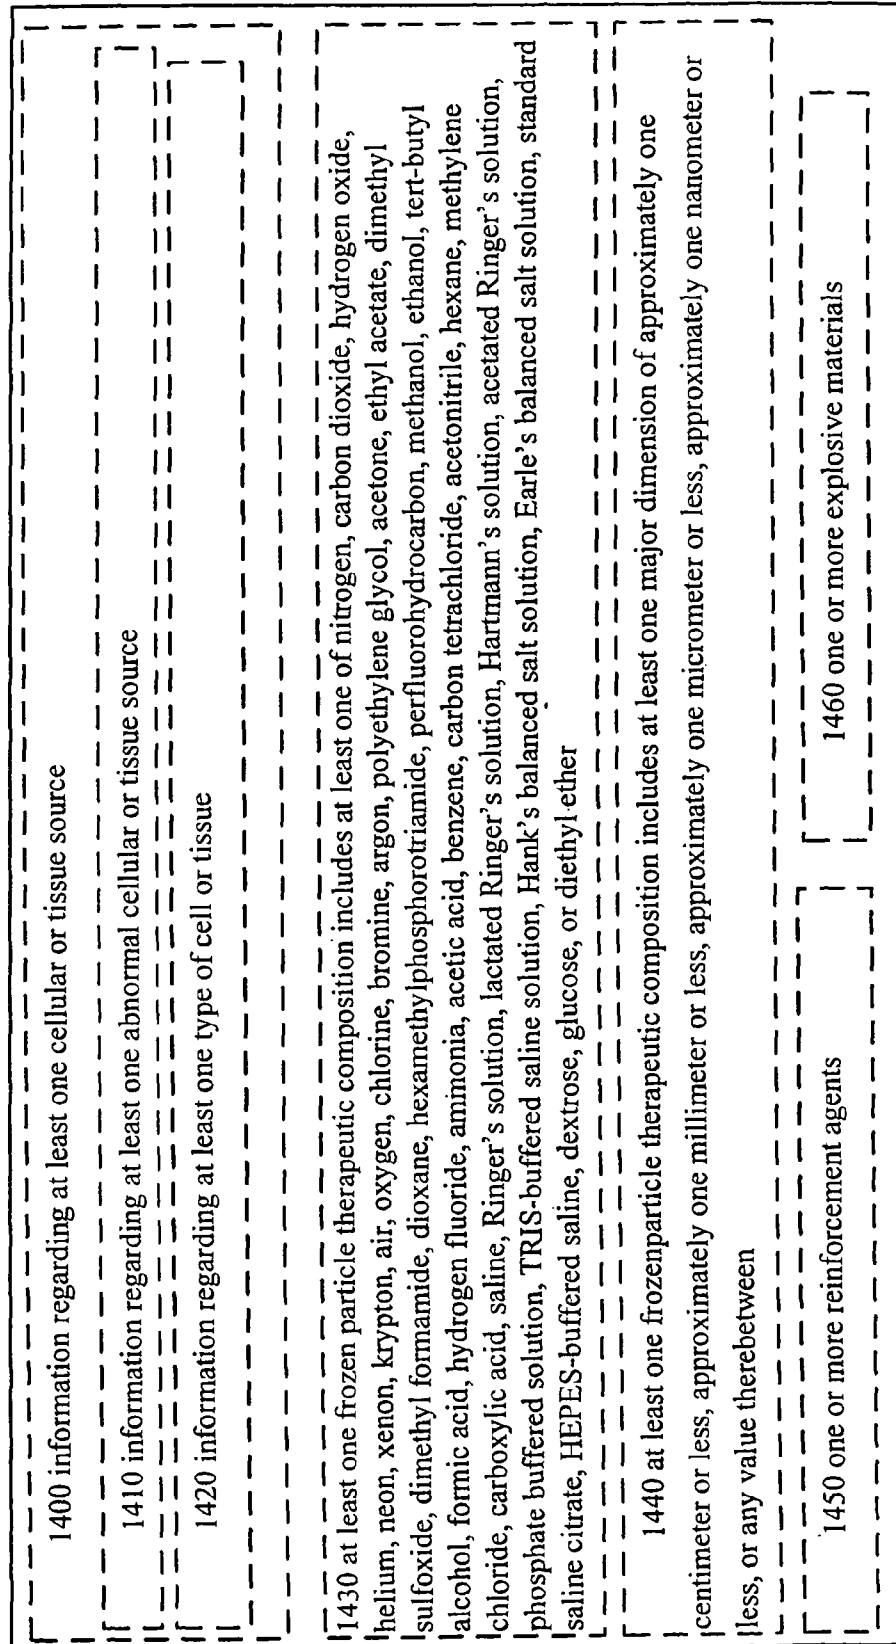 1400 information regarding at least one cellular or tissue source
1410 information regarding at least one abnormal cellular or tissue source
1420 information regarding at least one type of cell or tissue
1430 at least one frozen particle therapeutic composition includes at least one of nitrogen, carbon dioxide, hydrogen oxide,
helium, neon, xenon, krypton, air, oxygen, chlorine, bromine, argon, polyethylene glycol, acetone, ethyl acetate, dimethyl
sulfoxide, dimethyl formamide, dioxane, hexamethylphosphorotriamide, perfluorohydrocarbon, methanol, ethanol, tert-butyl
alcohol, formic acid, hydrogen fluoride, ammonia, acetic acid, benzene, carbon tetrachloride, acetonitrile, hexane, methylene
chloride, carboxylic acid, saline, Ringer's solution, lactated Ringer's solution, Hartmann's solution, acetated Ringer's solution,
phosphate buffered solution, TRIS-buffered saline solution, Hank's balanced salt solution, Earle's balanced salt solution, standard
saline citrate, HEPES-buffered saline, dextrose, glucose, or diethyl ether
1440 at least one frozenparticle therapeutic composition includes at least one major dimension of approximately one
centimeter or less, approximately one millimeter or less, approximately one micrometer or less, approximately one nanometer or
less, or any value therebetween
1450 one or more reinforcement agents
1460 one or more explosive materials